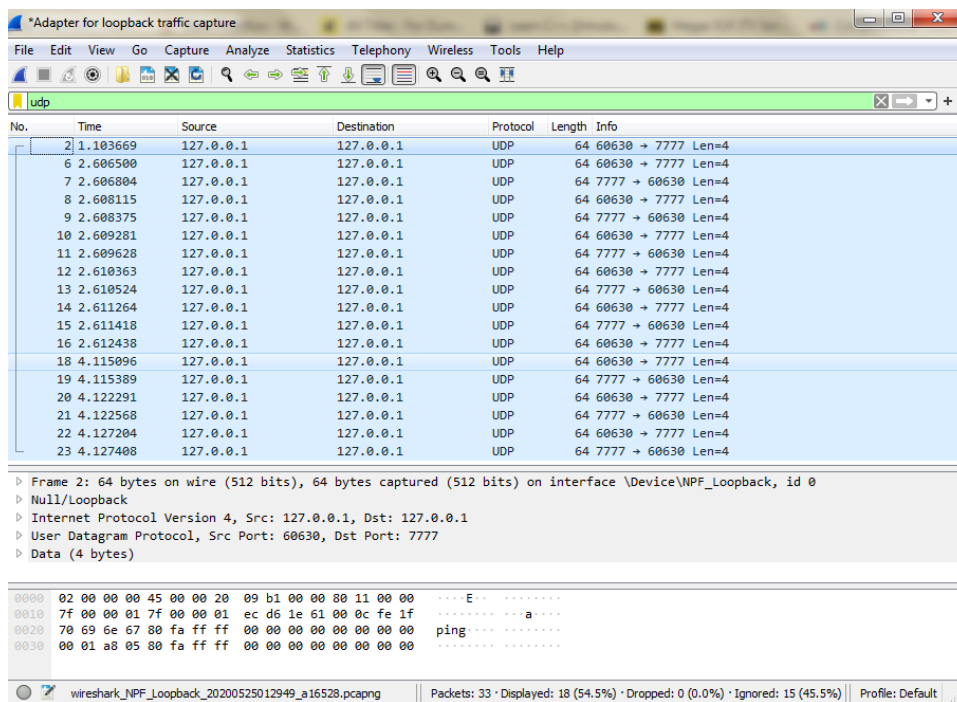 *Adapter for loopback traffic capture
File Edit View Go Capture Analyze Statistics Telephony Wireless Tools Help
udp
No. Time Source Destination Protocol Length Info
2 1.103669 127.0.0.1 127.0.0.1 UDP 64 60630 → 7777 Len=4
6 2.606500 127.0.0.1 127.0.0.1 UDP 64 60630 → 7777 Len=4
7 2.606804 127.0.0.1 127.0.0.1 UDP 64 7777 → 60630 Len=4
8 2.608115 127.0.0.1 127.0.0.1 UDP 64 60630 → 7777 Len=4
9 2.608375 127.0.0.1 127.0.0.1 UDP 64 7777 → 60630 Len=4
10 2.609281 127.0.0.1 127.0.0.1 UDP 64 60630 → 7777 Len=4
11 2.609628 127.0.0.1 127.0.0.1 UDP 64 7777 → 60630 Len=4
12 2.610363 127.0.0.1 127.0.0.1 UDP 64 60630 → 7777 Len=4
13 2.610524 127.0.0.1 127.0.0.1 UDP 64 7777 → 60630 Len=4
14 2.611264 127.0.0.1 127.0.0.1 UDP 64 60630 → 7777 Len=4
15 2.611418 127.0.0.1 127.0.0.1 UDP 64 7777 → 60630 Len=4
16 2.612438 127.0.0.1 127.0.0.1 UDP 64 60630 → 7777 Len=4
18 4.115096 127.0.0.1 127.0.0.1 UDP 64 60630 → 7777 Len=4
19 4.115389 127.0.0.1 127.0.0.1 UDP 64 7777 → 60630 Len=4
20 4.122291 127.0.0.1 127.0.0.1 UDP 64 60630 → 7777 Len=4
21 4.122568 127.0.0.1 127.0.0.1 UDP 64 7777 → 60630 Len=4
22 4.127204 127.0.0.1 127.0.0.1 UDP 64 60630 → 7777 Len=4
23 4.127408 127.0.0.1 127.0.0.1 UDP 64 7777 → 60630 Len=4
Frame 2: 64 bytes on wire (512 bits), 64 bytes captured (512 bits) on interface \Device\NPF_Loopback, id 0
Null/Loopback
Internet Protocol Version 4, Src: 127.0.0.1, Dst: 127.0.0.1
User Datagram Protocol, Src Port: 60630, Dst Port: 7777
Data (4 bytes)
0000 02 00 00 00 45 00 00 20 09 b1 00 00 80 11 00 00 ····E·· ········
0010 7f 00 00 01 7f 00 00 01 ec d6 1e 61 00 0c fe 1f ········ ···a····
0020 70 69 6e 67 80 fa ff ff 00 00 00 00 00 00 00 00 ping···· ········
0030 00 01 a8 05 80 fa ff ff 00 00 00 00 00 00 00 00 ········ ········
wireshark_NPF_Loopback_20200525012949_a16528.pcapng Packets: 33 · Displayed: 18 (54.5%) · Dropped: 0 (0.0%) · Ignored: 15 (45.5%) Profile: Default